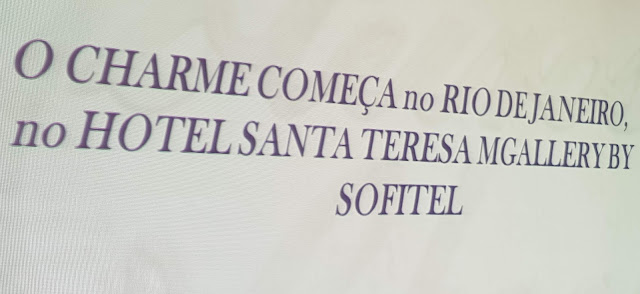 O CHARME COMEÇA no RIO DE JANEIRO,
no HOTEL SANTA TERESA MGALLERY BY
SOFITEL